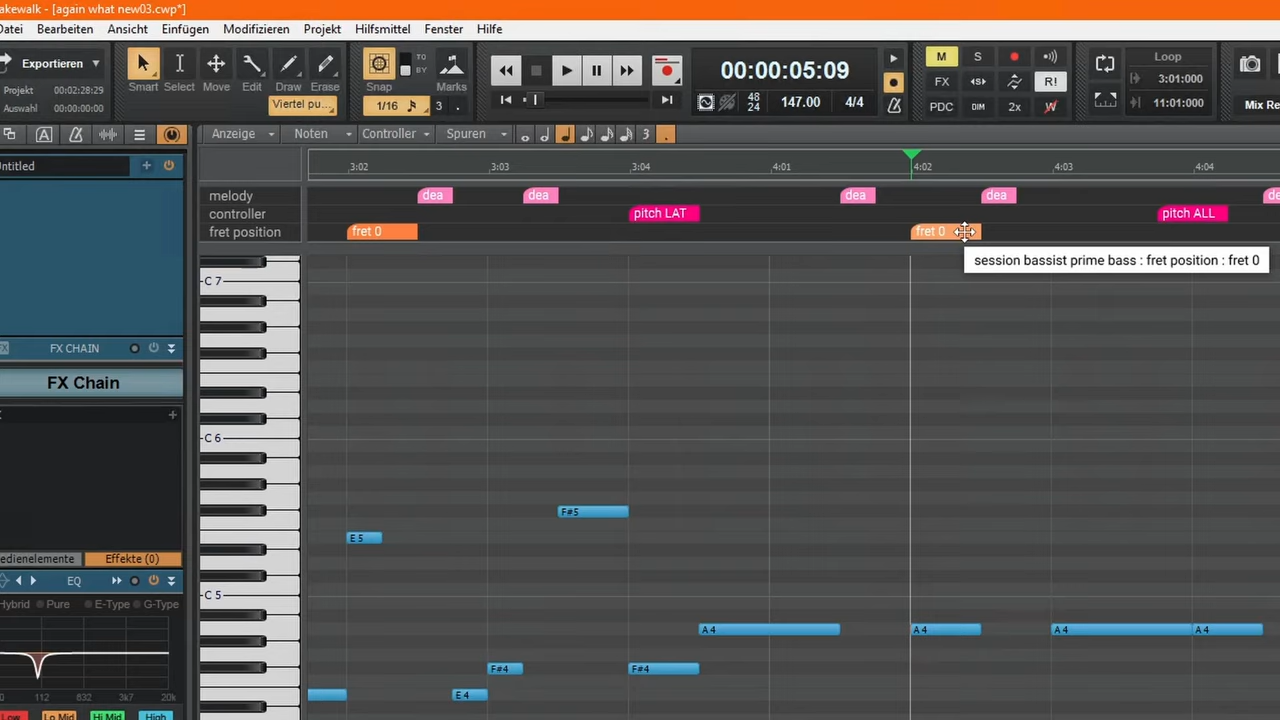 akewalk - [again what new03.cwp*]
Datei Bearbeiten Ansicht Einfügen Modifizieren Projekt Hilfsmittel Fenster Hilfe
Exportieren
Projekt 00:02:28:29
Auswahl 00:00:00:00
Smart Select Move Edit Draw Erase
Viertel pu...
Snap TO BY Marks
1/16 3
00:00:05:09
48 24 147.00 4/4
M S
FX R!
PDC DIM 2x W
Loop
3:01:000
11:01:000
Mix Re
Anzeige Noten Controller Spuren 3 .
Untitled
3:02 3:03 3:04 4:01 4:02 4:03 4:04
melody dea dea dea dea de
controller pitch LAT pitch ALL
fret position fret 0 fret 0
session bassist prime bass : fret position : fret 0
C 7
FX CHAIN
FX Chain
C 6
F#5
E 5
edienelemente Effekte (0)
EQ
Hybrid Pure E-Type G-Type
C 5
A 4 A 4 A 4 A 4
F#4 F#4
E 4
0 112 832 3k7 20k
Low Lo Mid Hi Mid High